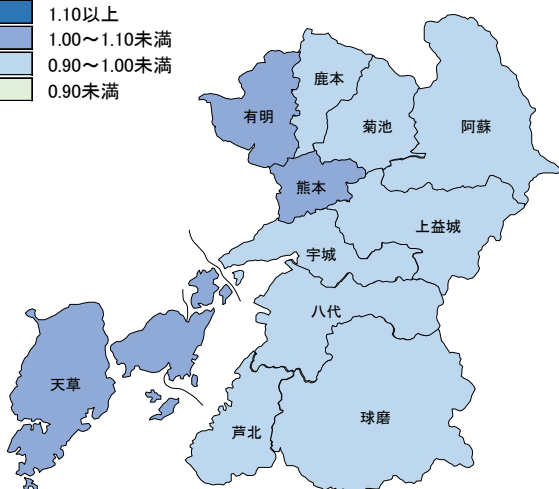 1.10以上
1.00～1.10未満
0.90～1.00未満
0.90未満
鹿本
有明
菊池
阿蘇
熊本
上益城
宇城
八代
天草
球磨
芦北